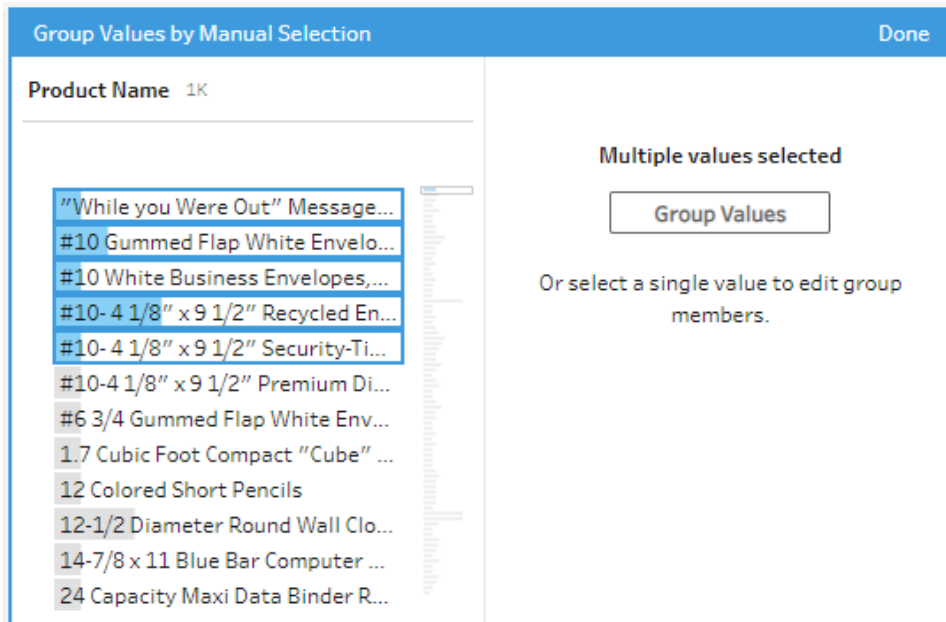 Group Values by Manual Selection Done
Product Name 1K
Multiple values selected
Group Values
Or select a single value to edit group
members.
"While you Were Out" Message...
#10 Gummed Flap White Envelo...
#10 White Business Envelopes,...
#10- 4 1/8" x 9 1/2" Recycled En...
#10- 4 1/8" x 9 1/2" Security-Ti...
#10-4 1/8" x 9 1/2" Premium Di...
#6 3/4 Gummed Flap White Env...
1.7 Cubic Foot Compact "Cube" ...
12 Colored Short Pencils
12-1/2 Diameter Round Wall Clo...
14-7/8 x 11 Blue Bar Computer ...
24 Capacity Maxi Data Binder R...